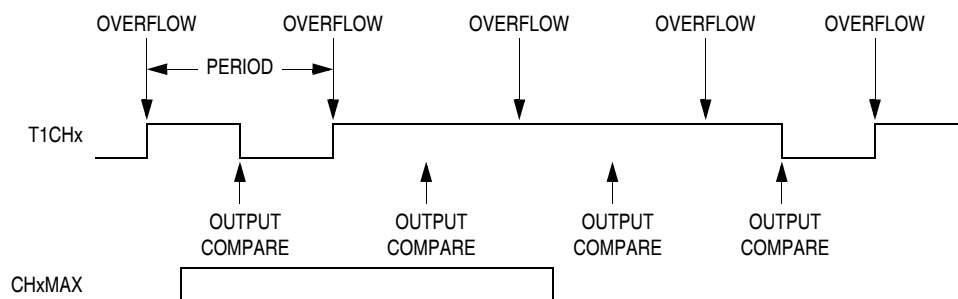 OVERFLOW OVERFLOW OVERFLOW OVERFLOW OVERFLOW
PERIOD
T1CHx
OUTPUT COMPARE
OUTPUT COMPARE
OUTPUT COMPARE
OUTPUT COMPARE
CHxMAX